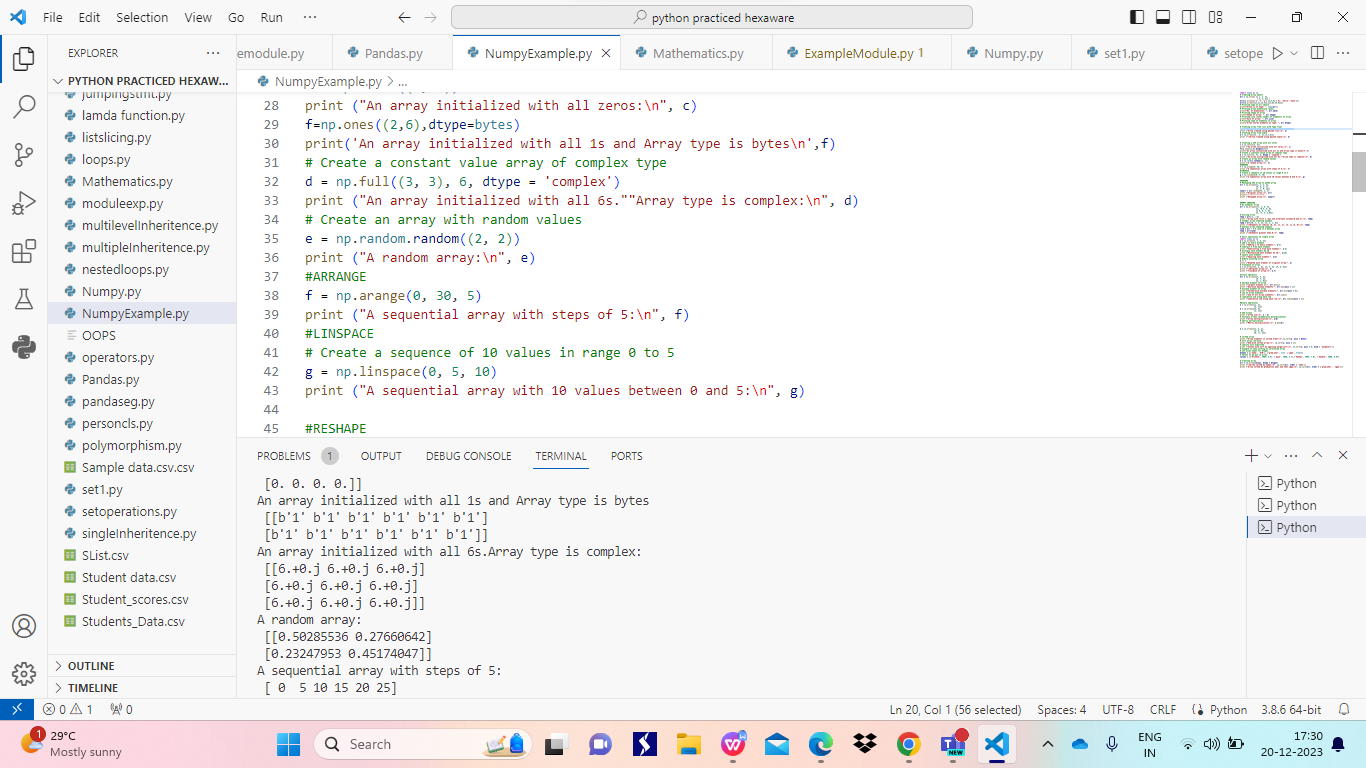 File Edit Selection View Go Run ··· python practiced hexaware
EXPLORER ···
emodule.py Pandas.py NumpyExample.py Mathematics.py ExampleModule.py 1 Numpy.py set1.py setope
PYTHON PRACTICED HEXAW...
NumpyExample.py > ...
jumpingstmt.py
lamda function.py
listslicing.py
loops.py
Mathematics.py
moduleexp.py
multilevelInheritence.py
multipleInheritence.py
nestedloops.py
Numpy.py
NumpyExample.py
OOPS
operators.py
Pandas.py
pandaseg.py
personcls.py
polymorphism.py
Sample data.csv.csv
set1.py
setoperations.py
singleInheritence.py
SList.csv
Student data.csv
Student_scores.csv
Students_Data.csv
OUTLINE
TIMELINE
28 print ("An array initialized with all zeros:\n", c)
29 f=np.ones((2,6),dtype=bytes)
30 print('An array initialized with all 1s and Array type is bytes\n',f)
31 # Create a constant value array of complex type
32 d = np.full((3, 3), 6, dtype = 'complex')
33 print ("An array initialized with all 6s.""Array type is complex:\n", d)
34 # Create an array with random values
35 e = np.random.random((2, 2))
36 print ("A random array:\n", e)
37 #ARRANGE
38 f = np.arange(0, 30, 5)
39 print ("A sequential array with steps of 5:\n", f)
40 #LINSPACE
41 # Create a sequence of 10 values in range 0 to 5
42 g = np.linspace(0, 5, 10)
43 print ("A sequential array with 10 values between 0 and 5:\n", g)
44
45 #RESHAPE
PROBLEMS 1 OUTPUT DEBUG CONSOLE TERMINAL PORTS
[0. 0. 0. 0.]]
An array initialized with all 1s and Array type is bytes
[[b'1' b'1' b'1' b'1' b'1' b'1']
[b'1' b'1' b'1' b'1' b'1' b'1']]
An array initialized with all 6s.Array type is complex:
[[6.+0.j 6.+0.j 6.+0.j]
[6.+0.j 6.+0.j 6.+0.j]
[6.+0.j 6.+0.j 6.+0.j]]
A random array:
[[0.50285536 0.27660642]
[0.23247953 0.45174047]]
A sequential array with steps of 5:
[ 0  5 10 15 20 25]
Python
Python
Python
0 1 0 Ln 20, Col 1 (56 selected) Spaces: 4 UTF-8 CRLF Python 3.8.6 64-bit
1 29°C
Mostly sunny
Search
NEW
ENG
IN
17:30
20-12-2023